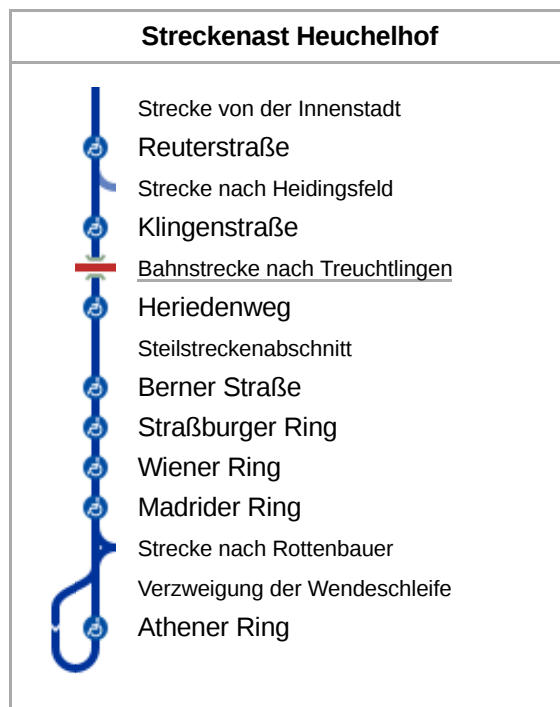 Streckenast Heuchelhof
Strecke von der Innenstadt
Reuterstraße
Strecke nach Heidingsfeld
Klingenstraße
Bahnstrecke nach Treuchtlingen
Heriedenweg
Steilstreckenabschnitt
Berner Straße
Straßburger Ring
Wiener Ring
Madrider Ring
Strecke nach Rottenbauer
Verzweigung der Wendeschleife
Athener Ring